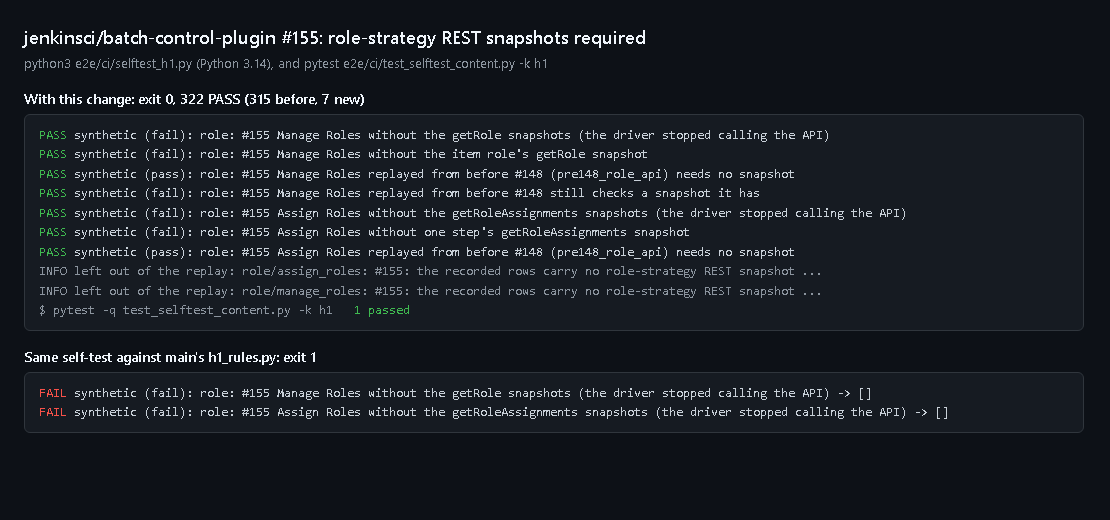 jenkinsci/batch-control-plugin #155: role-strategy REST snapshots required
python3 e2e/ci/selftest_h1.py (Python 3.14), and pytest e2e/ci/test_selftest_content.py -k h1
With this change: exit 0, 322 PASS (315 before, 7 new)
PASS synthetic (fail): role: #155 Manage Roles without the getRole snapshots (the driver stopped calling the API)
PASS synthetic (fail): role: #155 Manage Roles without the item role's getRole snapshot
PASS synthetic (pass): role: #155 Manage Roles replayed from before #148 (pre148_role_api) needs no snapshot
PASS synthetic (fail): role: #155 Manage Roles replayed from before #148 still checks a snapshot it has
PASS synthetic (fail): role: #155 Assign Roles without the getRoleAssignments snapshots (the driver stopped calling the API)
PASS synthetic (fail): role: #155 Assign Roles without one step's getRoleAssignments snapshot
PASS synthetic (pass): role: #155 Assign Roles replayed from before #148 (pre148_role_api) needs no snapshot
INFO left out of the replay: role/assign_roles: #155: the recorded rows carry no role-strategy REST snapshot ...
INFO left out of the replay: role/manage_roles: #155: the recorded rows carry no role-strategy REST snapshot ...
$ pytest -q test_selftest_content.py -k h1   1 passed
Same self-test against main's h1_rules.py: exit 1
FAIL synthetic (fail): role: #155 Manage Roles without the getRole snapshots (the driver stopped calling the API) -> []
FAIL synthetic (fail): role: #155 Assign Roles without the getRoleAssignments snapshots (the driver stopped calling the API) -> []